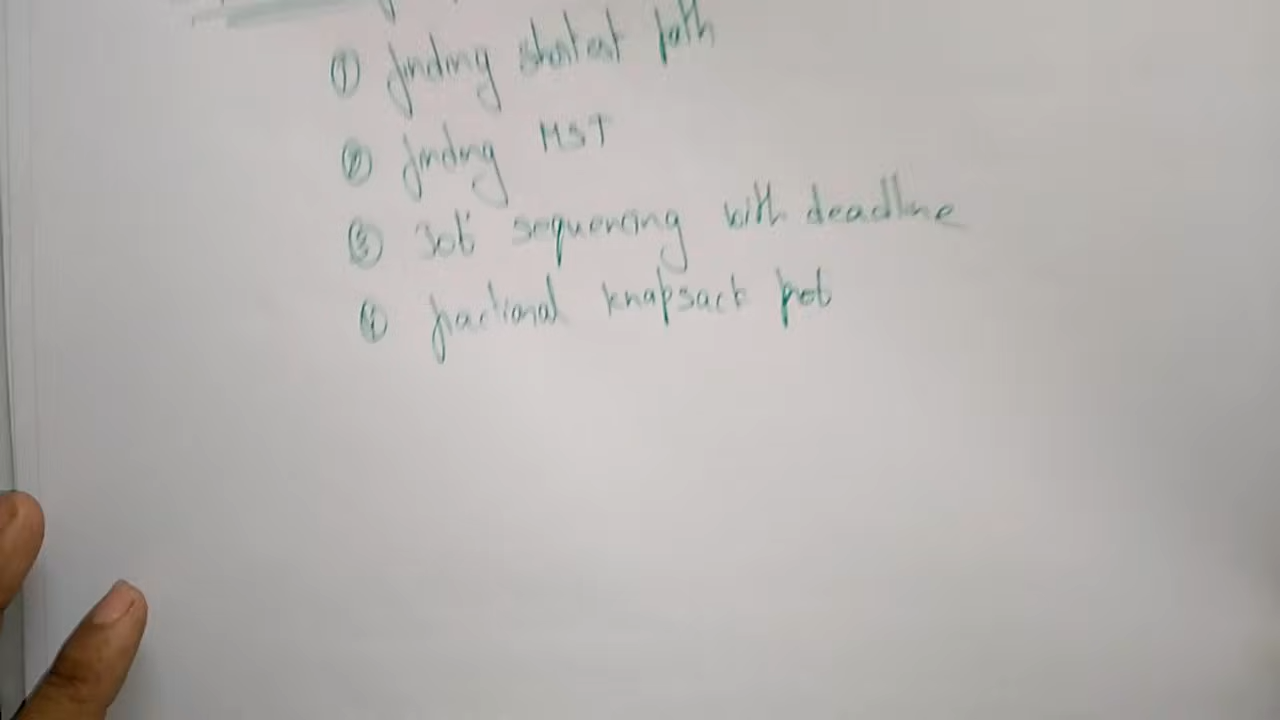 ① finding shortest path
② finding MST
③ Job sequencing with deadline
④ fractional knapsack prob